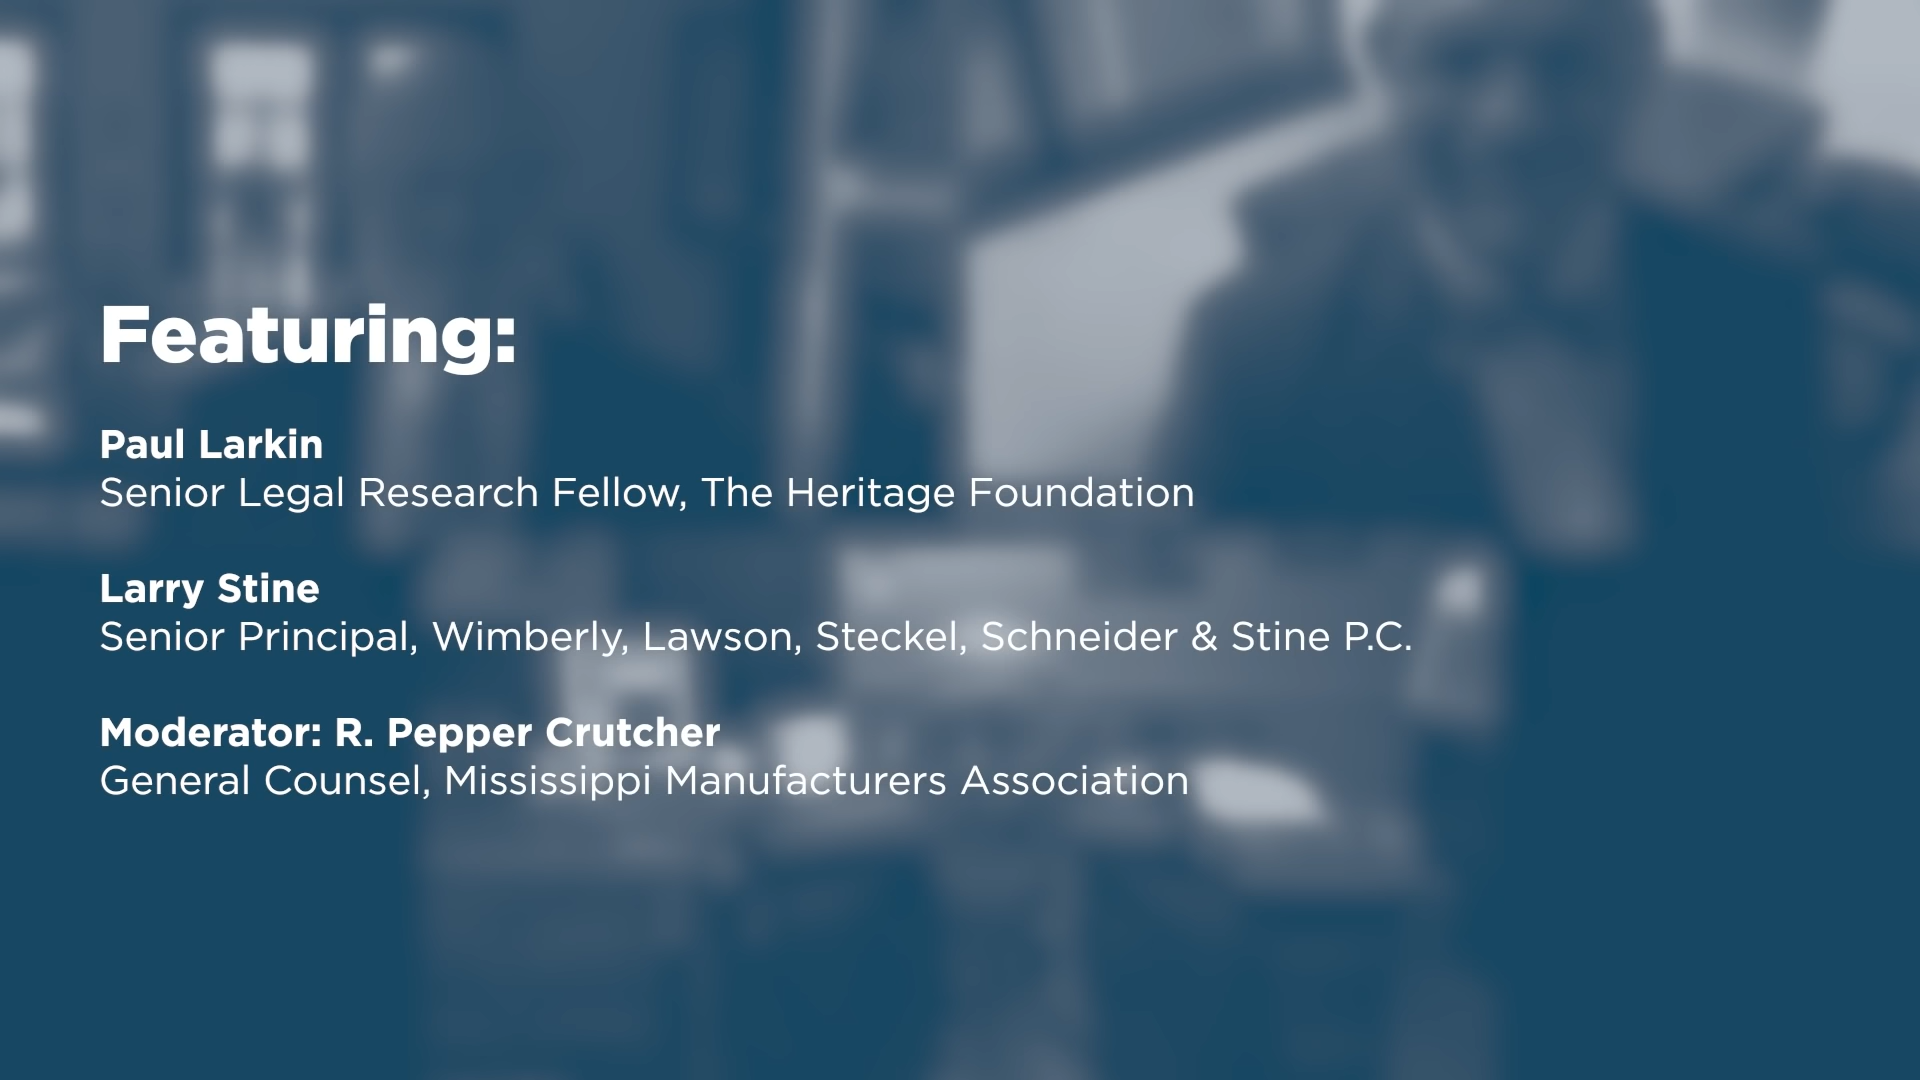 Featuring:
Paul Larkin
Senior Legal Research Fellow, The Heritage Foundation
Larry Stine
Senior Principal, Wimberly, Lawson, Steckel, Schneider & Stine P.C.
Moderator: R. Pepper Crutcher
General Counsel, Mississippi Manufacturers Association